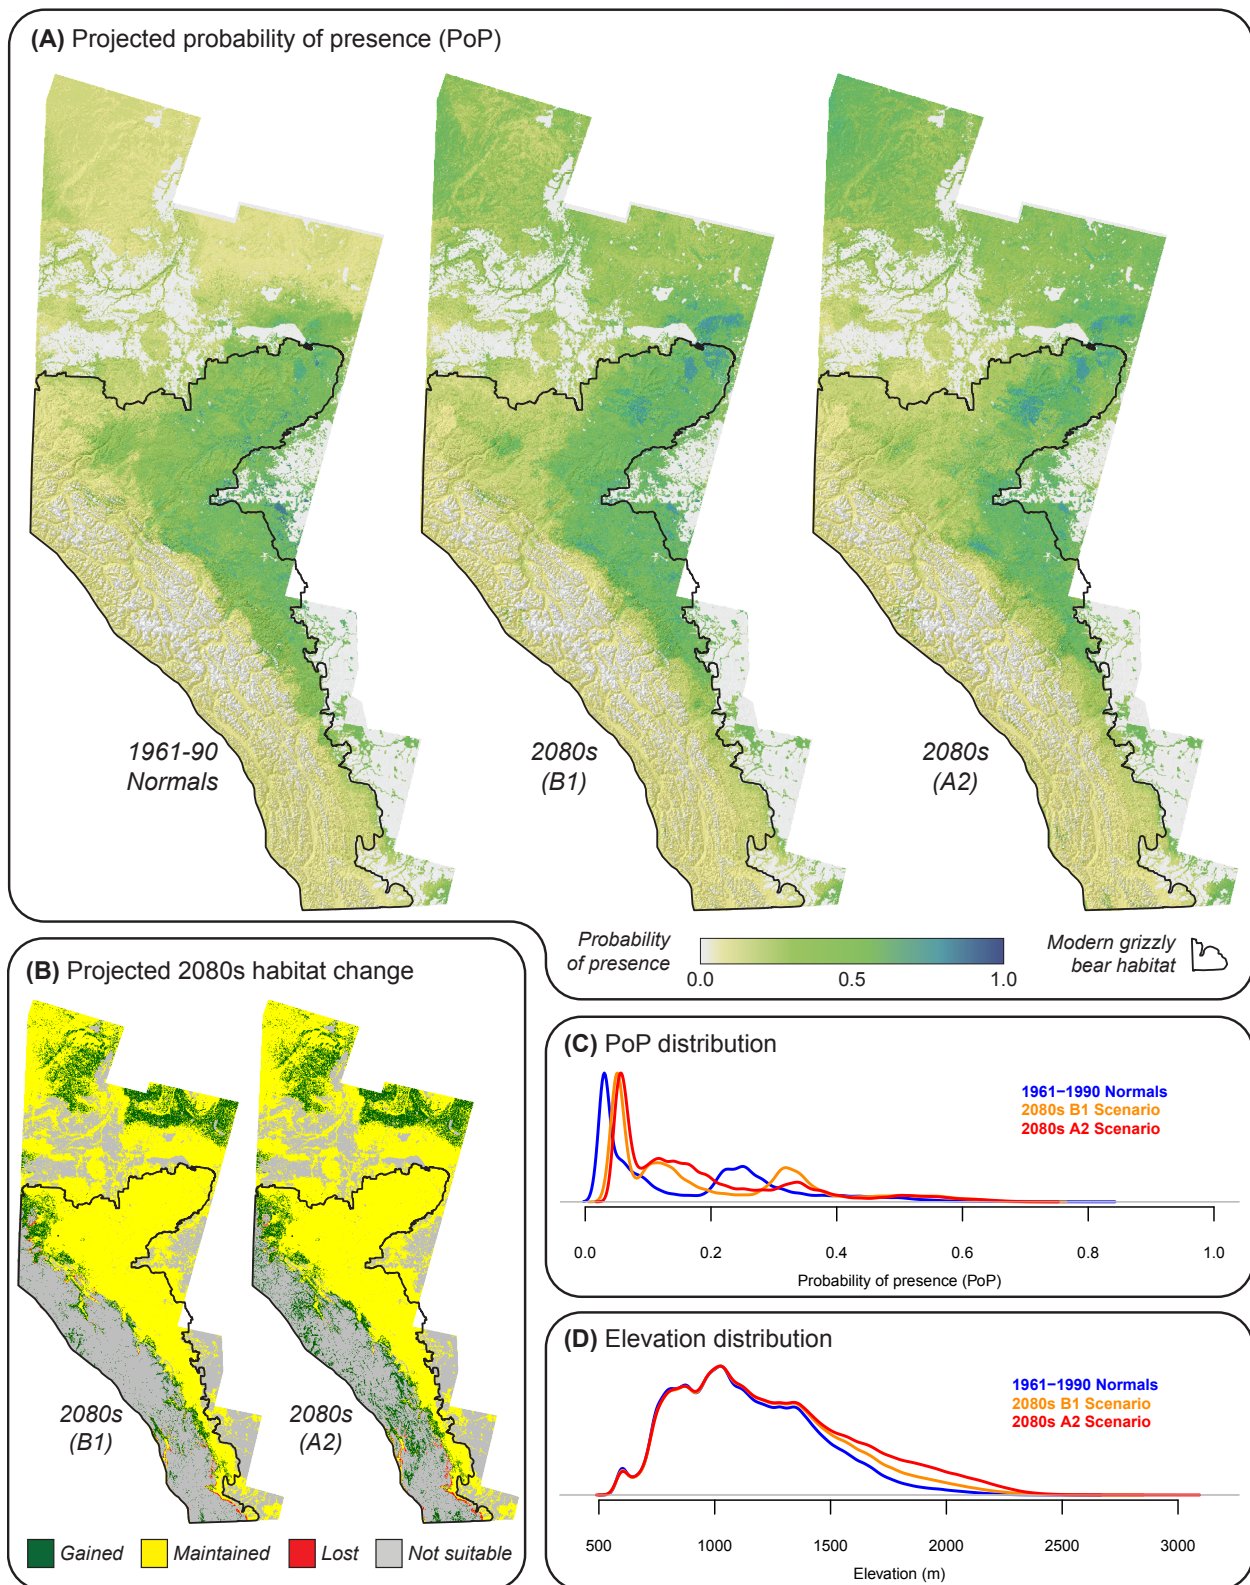 (A) Projected probability of presence (PoP)
1961-90
Normals
2080s
(B1)
2080s
(A2)
Probability
of presence
0.0
0.5
1.0
Modern grizzly
bear habitat
(B) Projected 2080s habitat change
2080s
(B1)
2080s
(A2)
Gained
Maintained
Lost
Not suitable
(C) PoP distribution
1961−1990 Normals
2080s B1 Scenario
2080s A2 Scenario
0.0
0.2
0.4
0.6
0.8
1.0
Probability of presence (PoP)
(D) Elevation distribution
1961−1990 Normals
2080s B1 Scenario
2080s A2 Scenario
500
1000
1500
2000
2500
3000
Elevation (m)